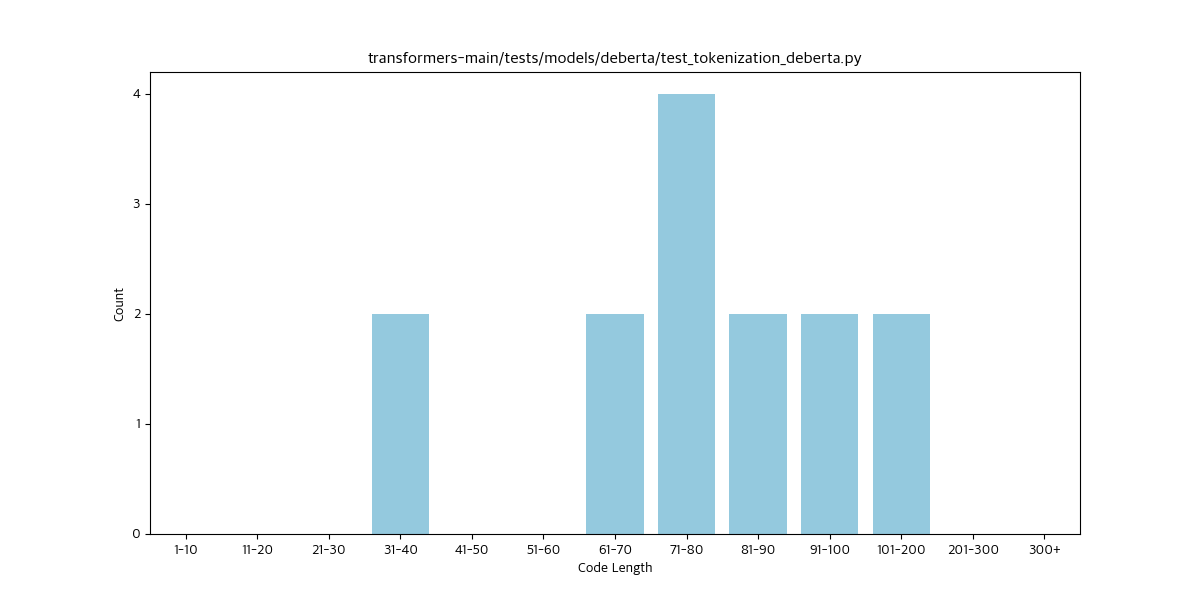 transformers-main/tests/models/deberta/test_tokenization_deberta.py
4
3
2
1
0
Count
1-10 11-20 21-30 31-40 41-50 51-60 61-70 71-80 81-90 91-100 101-200 201-300 300+
Code Length